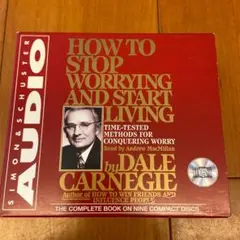 SIMON & SCHUSTER
AUDIO
HOW TO
STOP
WORRYING
AND START
LIVING
TIME-TESTED
METHODS FOR
CONQUERING WORRY
Read by Andrew MacMillan
by DALE
CARNEGIE
Author of HOW TO WIN FRIENDS AND
INFLUENCE PEOPLE
THE COMPLETE BOOK ON NINE COMPACT DISCS